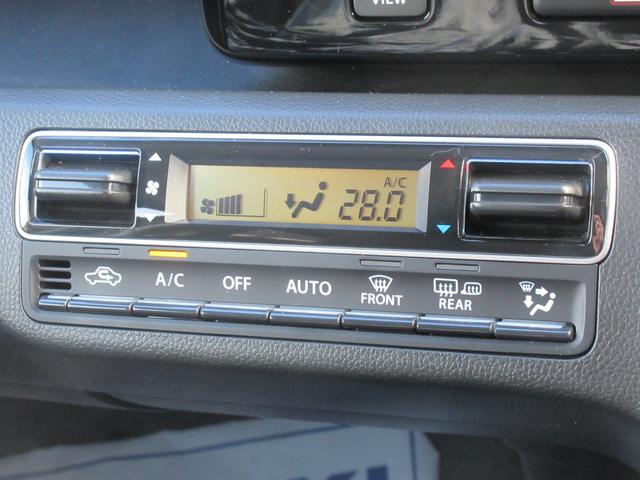 VIEW
A/C
28.0
A/C OFF AUTO FRONT REAR